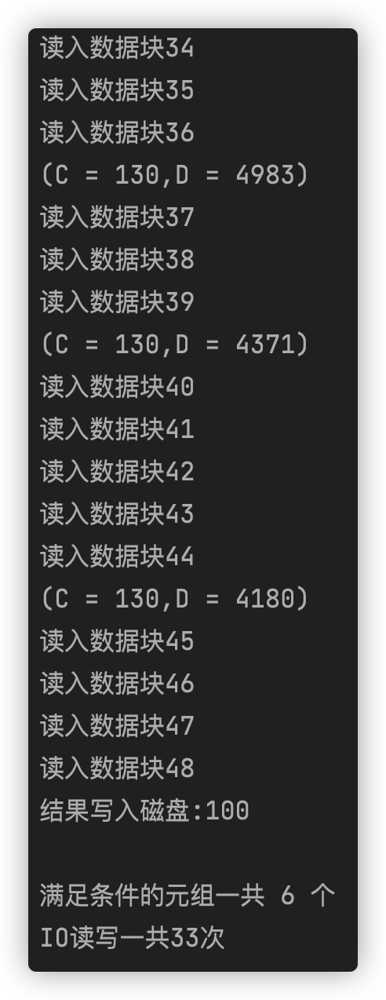 读入数据块34
读入数据块35
读入数据块36
(C = 130,D = 4983)
读入数据块37
读入数据块38
读入数据块39
(C = 130,D = 4371)
读入数据块40
读入数据块41
读入数据块42
读入数据块43
读入数据块44
(C = 130,D = 4180)
读入数据块45
读入数据块46
读入数据块47
读入数据块48
结果写入磁盘:100
满足条件的元组一共 6 个
IO读写一共33次